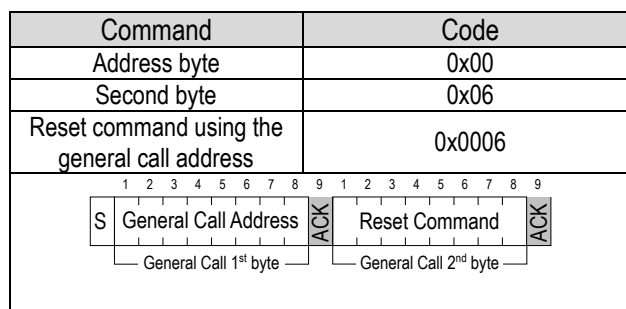 Command Code
Address byte 0x00
Second byte 0x06
Reset command using the
general call address 0x0006
1 2 3 4 5 6 7 8 9 1 2 3 4 5 6 7 8 9
S General Call Address ACK Reset Command ACK
General Call 1st byte General Call 2nd byte